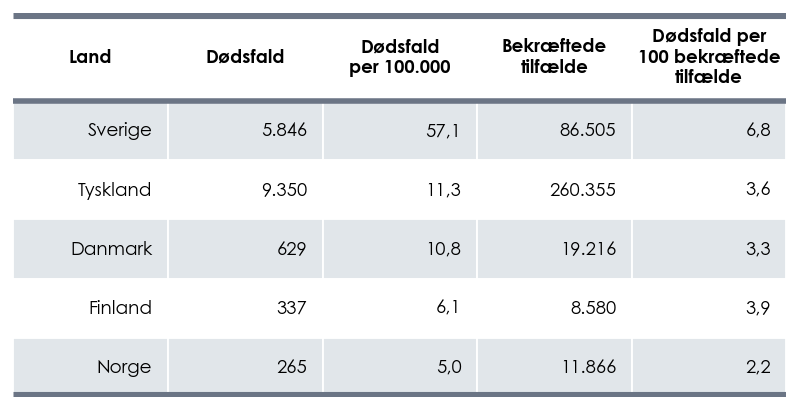 Land Dødsfald Dødsfald per 100.000 Bekræftede tilfælde Dødsfald per 100 bekræftede tilfælde
Sverige 5.846 57,1 86.505 6,8
Tyskland 9.350 11,3 260.355 3,6
Danmark 629 10,8 19.216 3,3
Finland 337 6,1 8.580 3,9
Norge 265 5,0 11.866 2,2